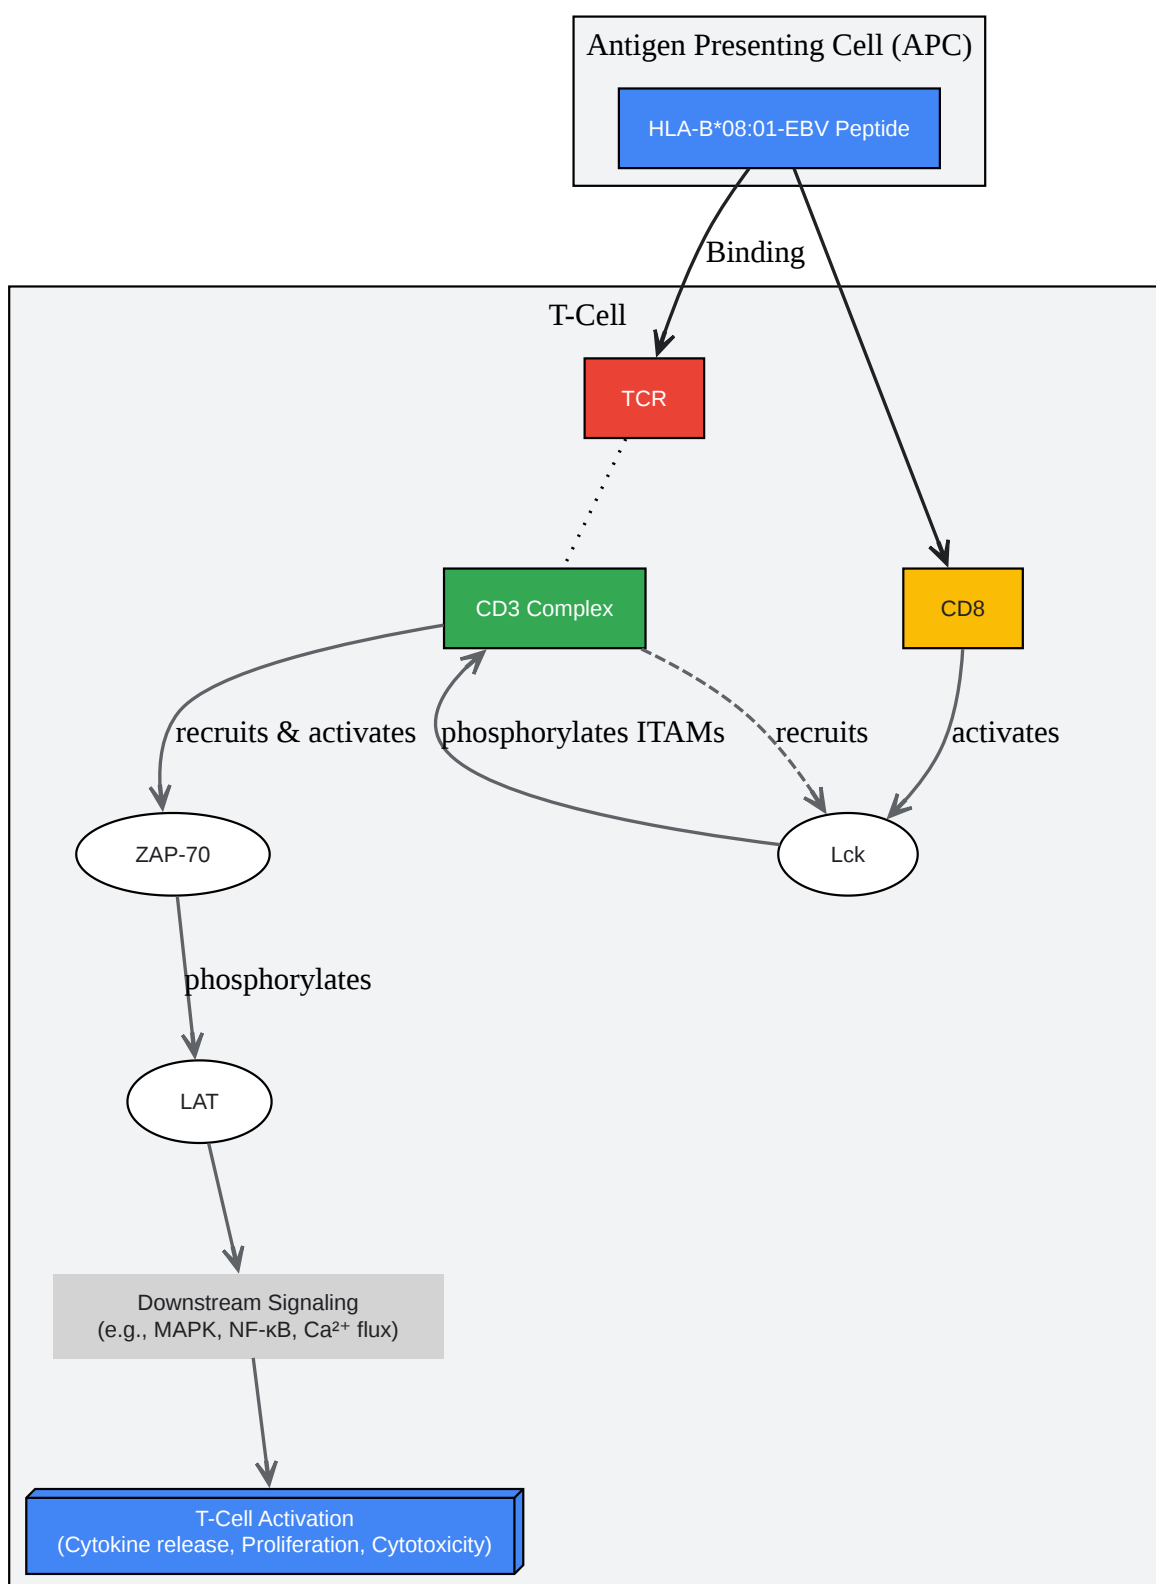 Antigen Presenting Cell (APC)
HLA-B*08:01-EBV Peptide
Binding
T-Cell
TCR
CD3 Complex
CD8
recruits & activates
phosphorylates ITAMs
recruits
activates
ZAP-70
Lck
phosphorylates
LAT
Downstream Signaling
(e.g., MAPK, NF-κB, Ca²⁺ flux)
T-Cell Activation
(Cytokine release, Proliferation, Cytotoxicity)